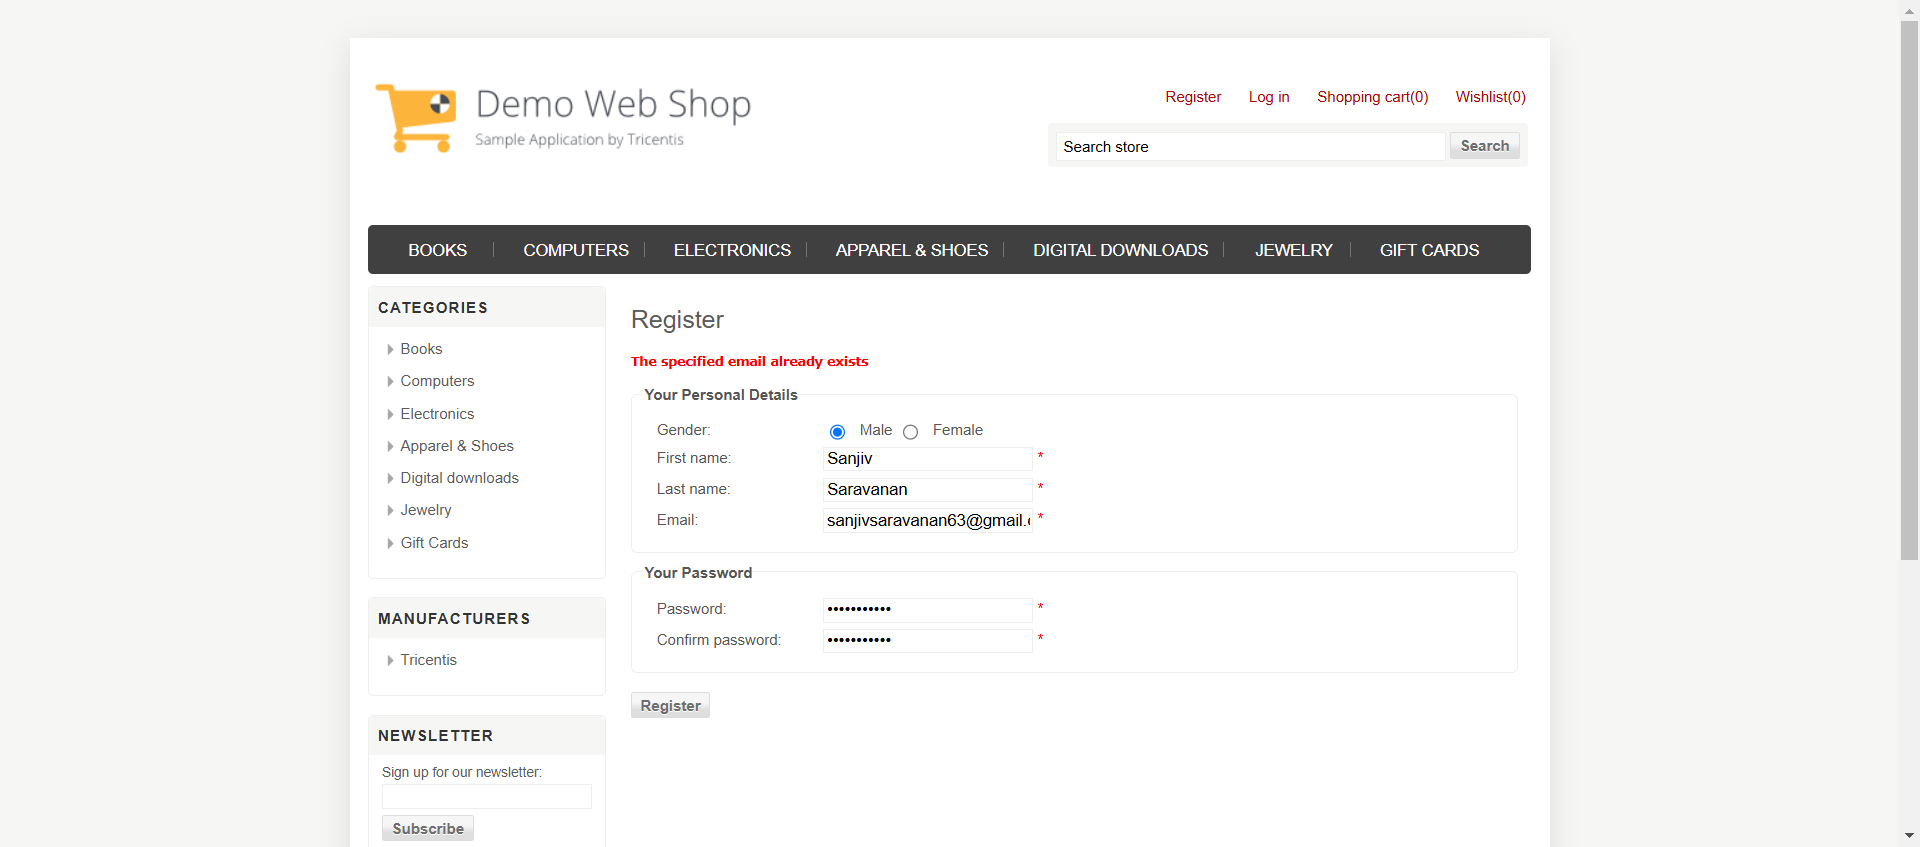 Demo Web Shop
Sample Application by Tricentis
Register Log in Shopping cart(0) Wishlist(0)
Search store Search
BOOKS COMPUTERS ELECTRONICS APPAREL & SHOES DIGITAL DOWNLOADS JEWELRY GIFT CARDS
CATEGORIES
Books
Computers
Electronics
Apparel & Shoes
Digital downloads
Jewelry
Gift Cards
MANUFACTURERS
Tricentis
NEWSLETTER
Sign up for our newsletter:
Subscribe
Register
The specified email already exists
Your Personal Details
Gender: Male Female
First name: Sanjiv *
Last name: Saravanan *
Email: sanjivsaravanan63@gmail. *
Your Password
Password: ••••••••••• *
Confirm password: ••••••••••• *
Register